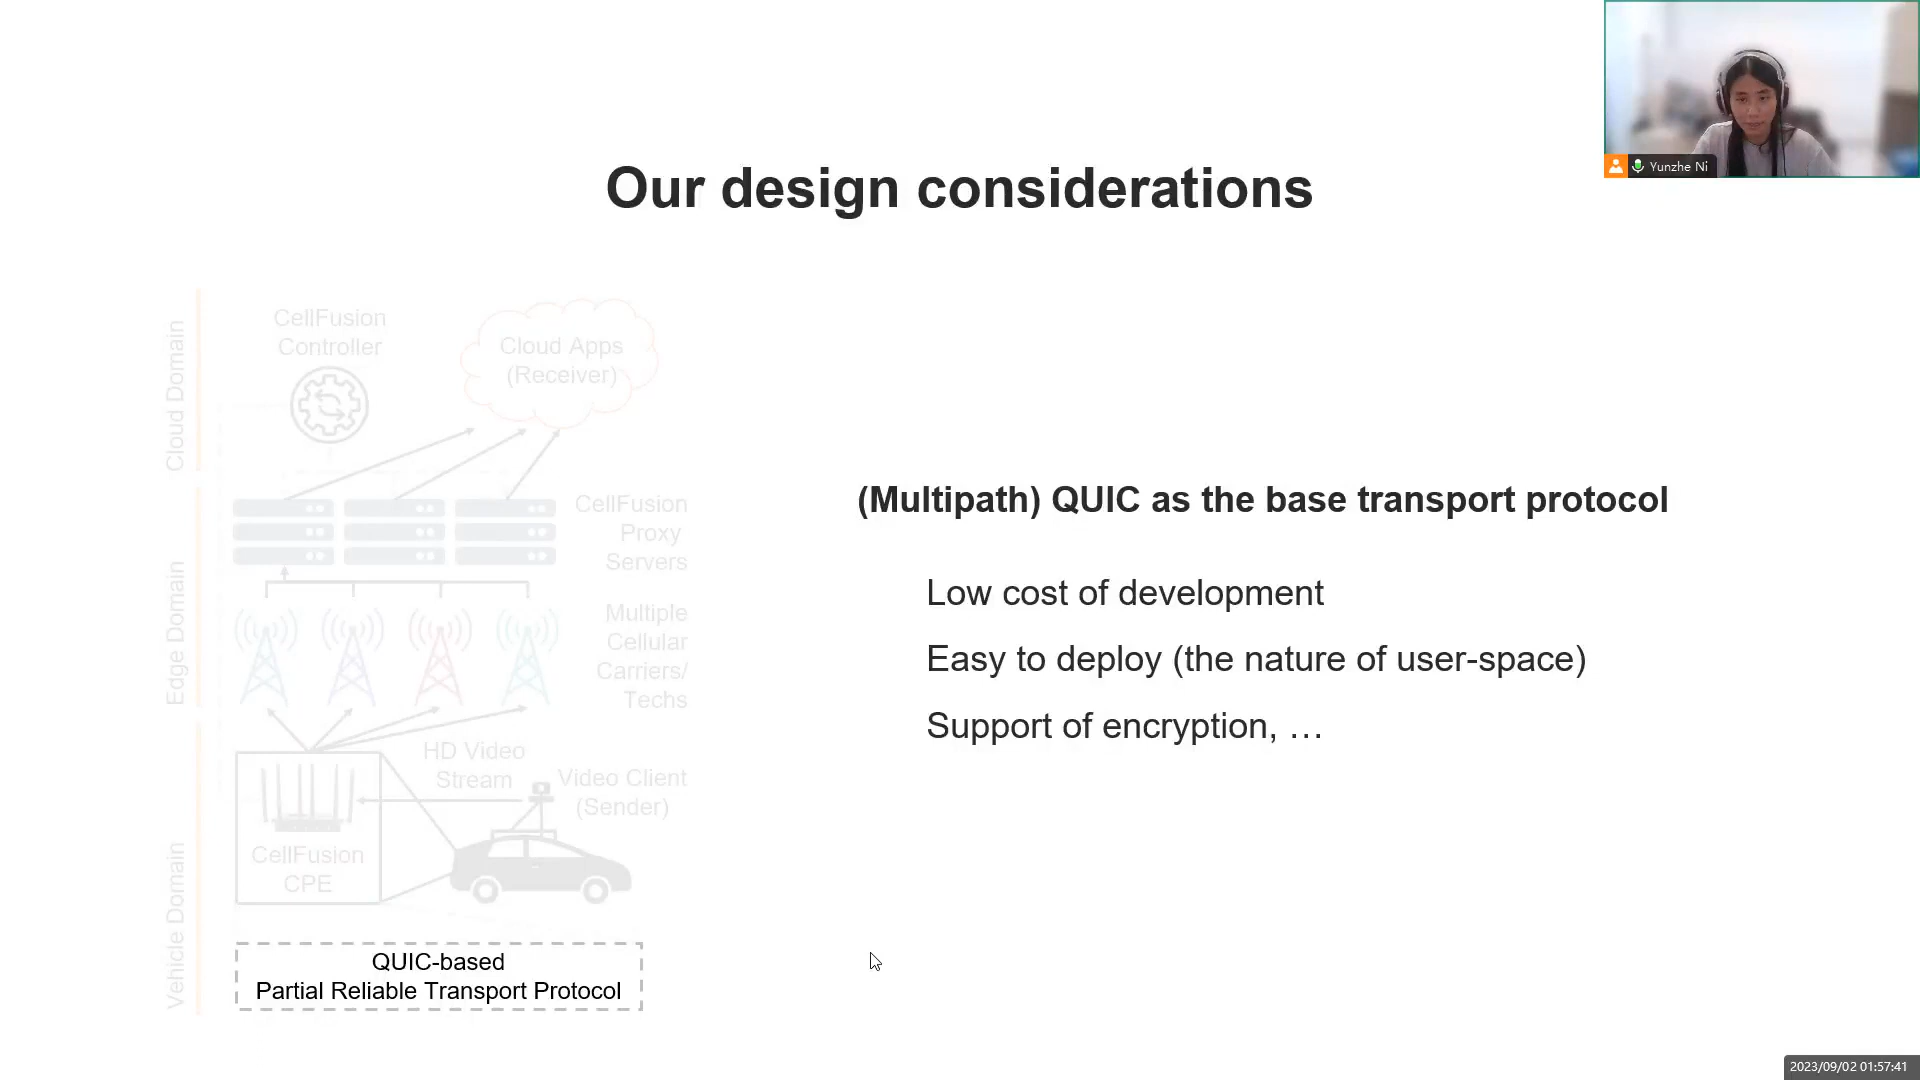 Yunzhe Ni
Our design considerations
Cloud Domain
CellFusion
Controller
Cloud Apps
(Receiver)
CellFusion
Proxy
Servers
Edge Domain
Multiple
Cellular
Carriers/
Techs
HD Video
Stream
Video Client
(Sender)
CellFusion
CPE
Vehicle Domain
QUIC-based
Partial Reliable Transport Protocol
(Multipath) QUIC as the base transport protocol
Low cost of development
Easy to deploy (the nature of user-space)
Support of encryption, …
2023/09/02 01:57:41